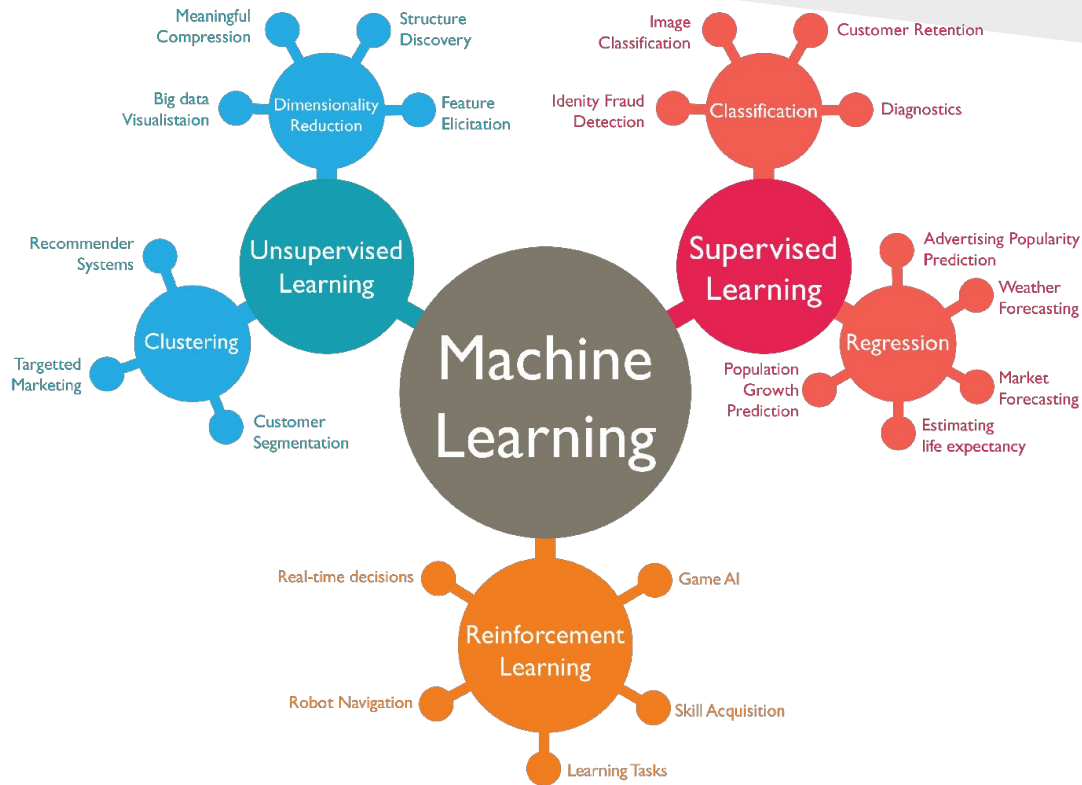 Meaningful
Compression
Structure
Discovery
Big data
Visualistaion
Dimensionality
Reduction
Feature
Elicitation
Image
Classification
Customer Retention
Idenity Fraud
Detection
Classification
Diagnostics
Unsupervised
Learning
Supervised
Learning
Recommender
Systems
Clustering
Targetted
Marketing
Customer
Segmentation
Machine
Learning
Advertising Popularity
Prediction
Weather
Forecasting
Regression
Population
Growth
Prediction
Market
Forecasting
Estimating
life expectancy
Real-time decisions
Game AI
Reinforcement
Learning
Robot Navigation
Skill Acquisition
Learning Tasks